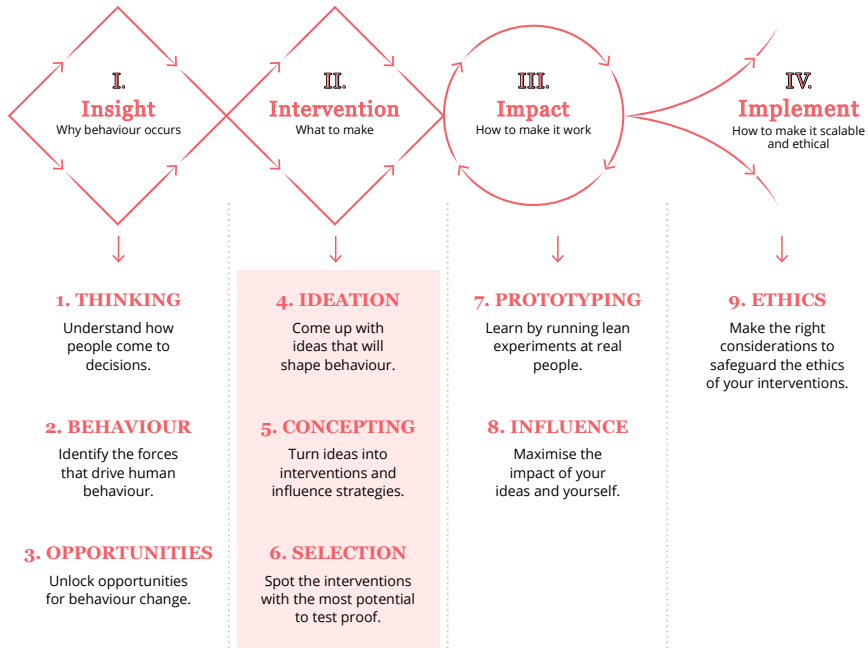 I.
Insight
Why behaviour occurs
II.
Intervention
What to make
III.
Impact
How to make it work
IV.
Implement
How to make it scalable
and ethical
1. THINKING
Understand how
people come to
decisions.
2. BEHAVIOUR
Identify the forces
that drive human
behaviour.
3. OPPORTUNITIES
Unlock opportunities
for behaviour change.
4. IDEATION
Come up with
ideas that will
shape behaviour.
5. CONCEPTING
Turn ideas into
interventions and
influence strategies.
6. SELECTION
Spot the interventions
with the most potential
to test proof.
7. PROTOTYPING
Learn by running lean
experiments at real
people.
8. INFLUENCE
Maximise the
impact of your
ideas and yourself.
9. ETHICS
Make the right
considerations to
safeguard the ethics
of your interventions.